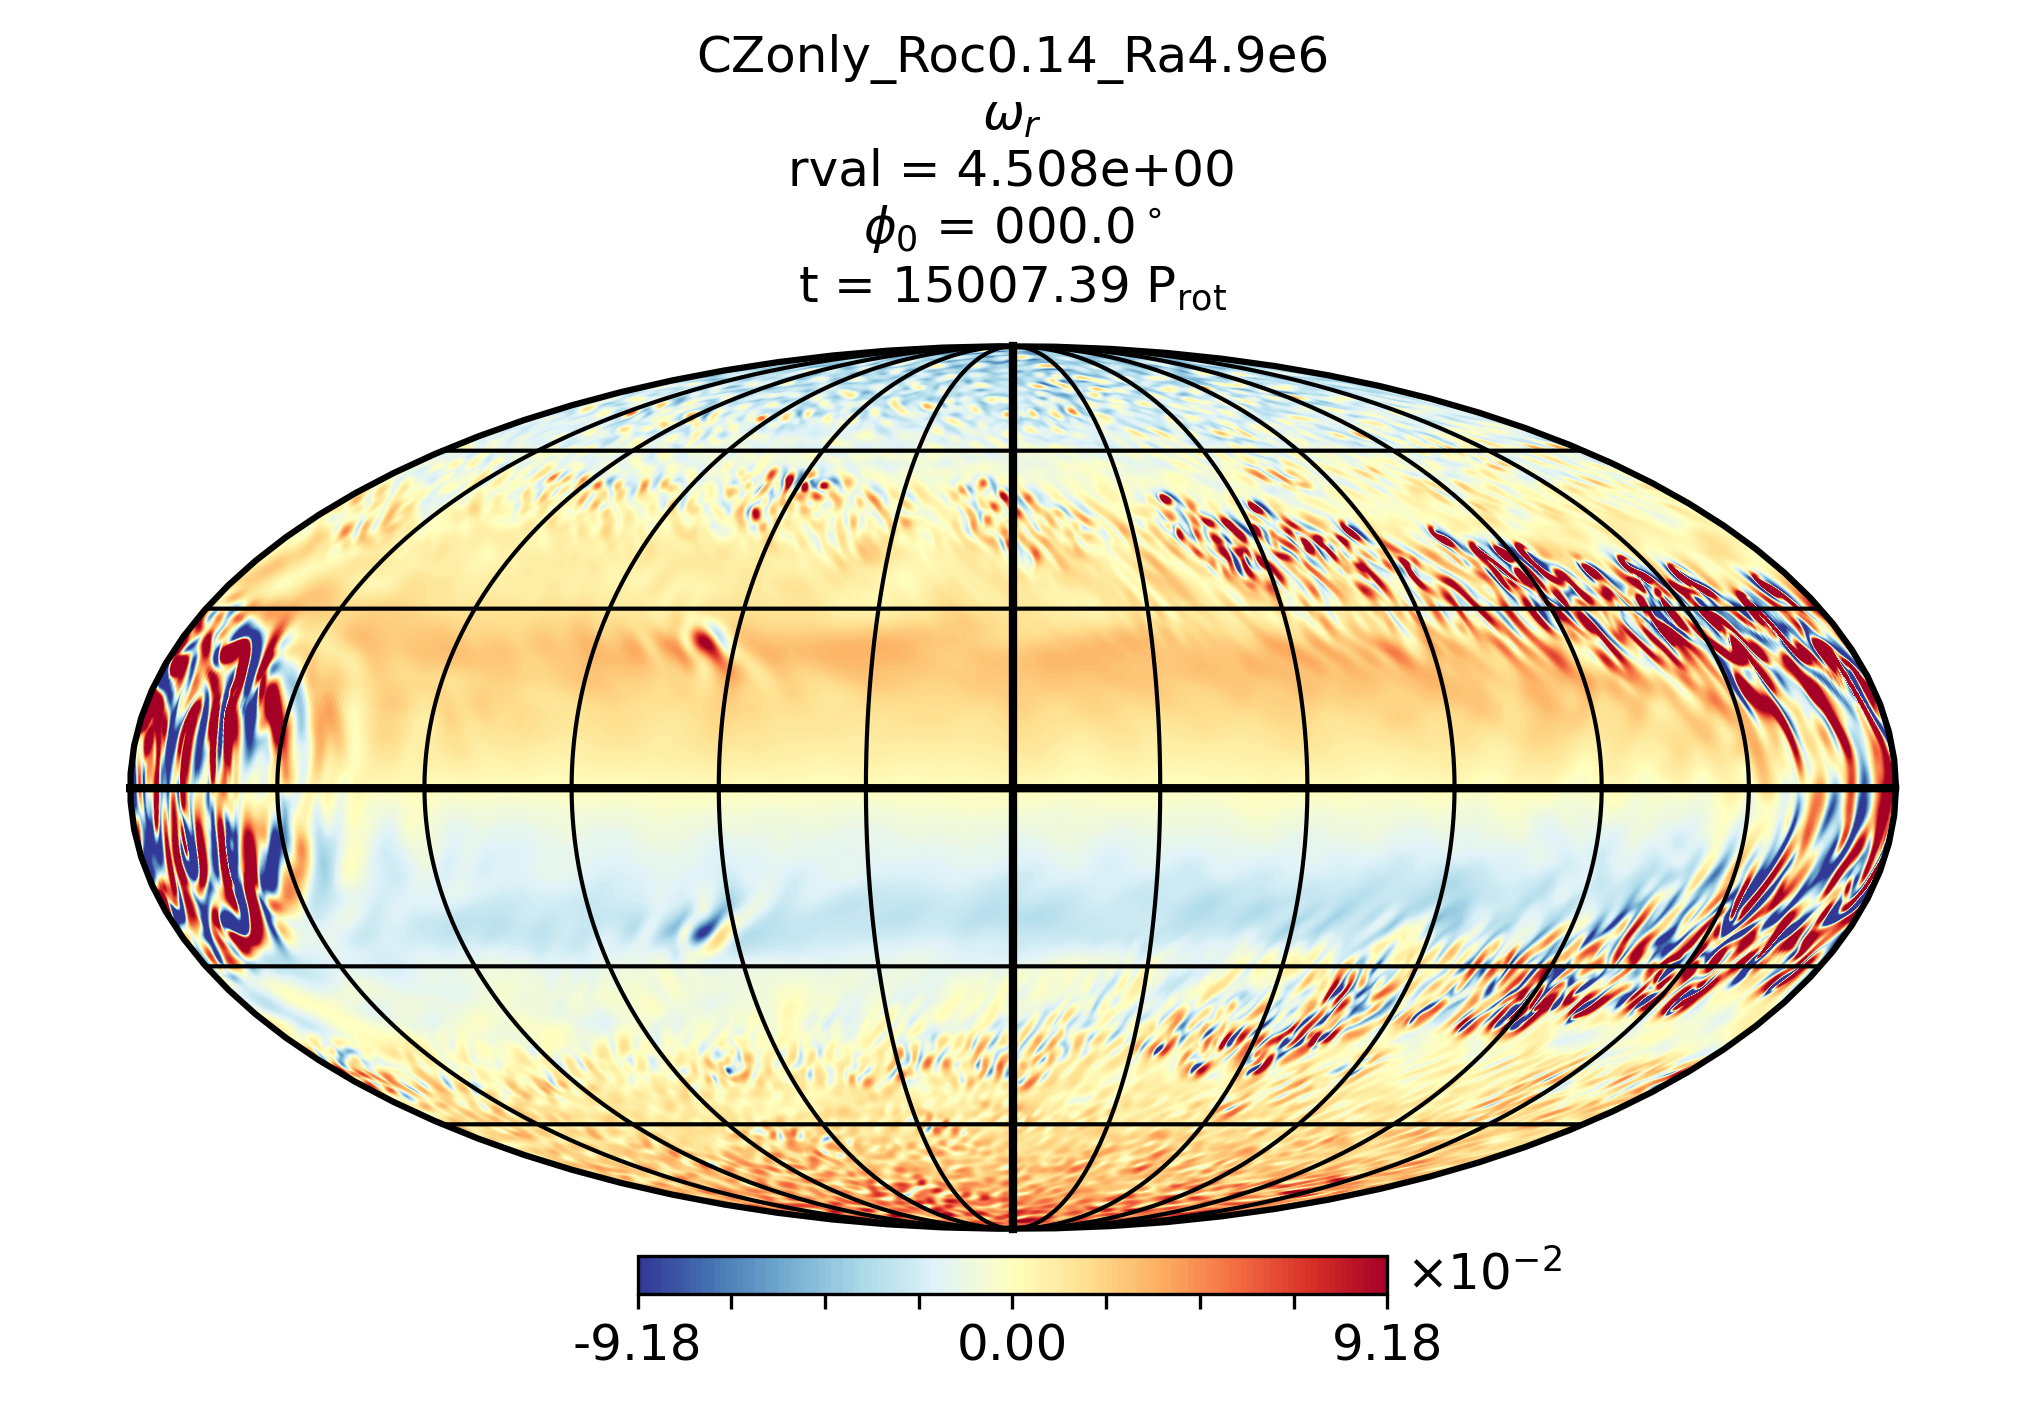 CZonly_Roc0.14_Ra4.9e6
ω_r
rval = 4.508e+00
ϕ_0 = 000.0°
t = 15007.39 P_rot
×10^−2
-9.18 0.00 9.18